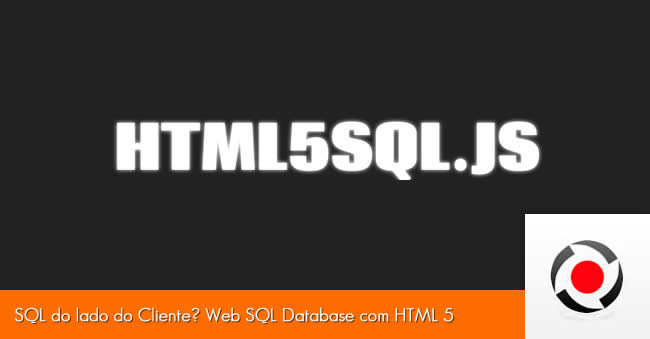 HTML5SQL.JS
SQL do lado do Cliente? Web SQL Database com HTML 5